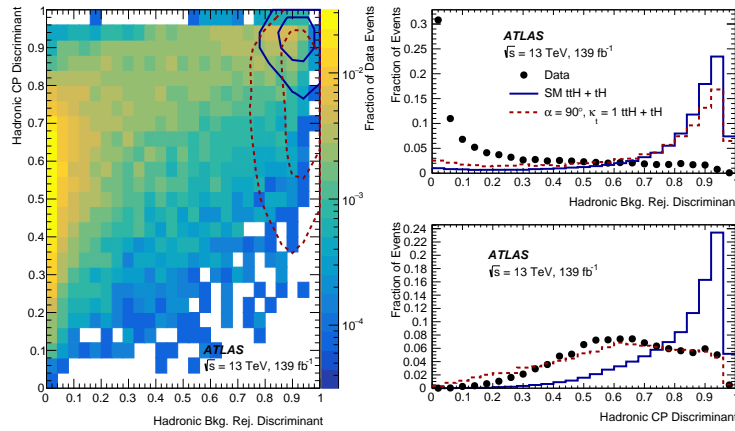 Hadronic CP Discriminant
1
0.9
0.8
0.7
0.6
0.5
0.4
0.3
0.2
0.1
0
0 0.1 0.2 0.3 0.4 0.5 0.6 0.7 0.8 0.9 1
Hadronic Bkg. Rej. Discriminant
ATLAS
√s = 13 TeV, 139 fb⁻¹
Fraction of Data Events
10⁻²
10⁻³
10⁻⁴
Fraction of Events
0.3
0.25
0.2
0.15
0.1
0.05
0
ATLAS
√s = 13 TeV, 139 fb⁻¹
Data
SM ttH + tH
α = 90°, κt = 1 ttH + tH
0 0.1 0.2 0.3 0.4 0.5 0.6 0.7 0.8 0.9 1
Hadronic Bkg. Rej. Discriminant
Fraction of Events
0.24
0.22
0.2
0.18
0.16
0.14
0.12
0.1
0.08
0.06
0.04
0.02
0
ATLAS
√s = 13 TeV, 139 fb⁻¹
0 0.1 0.2 0.3 0.4 0.5 0.6 0.7 0.8 0.9 1
Hadronic CP Discriminant